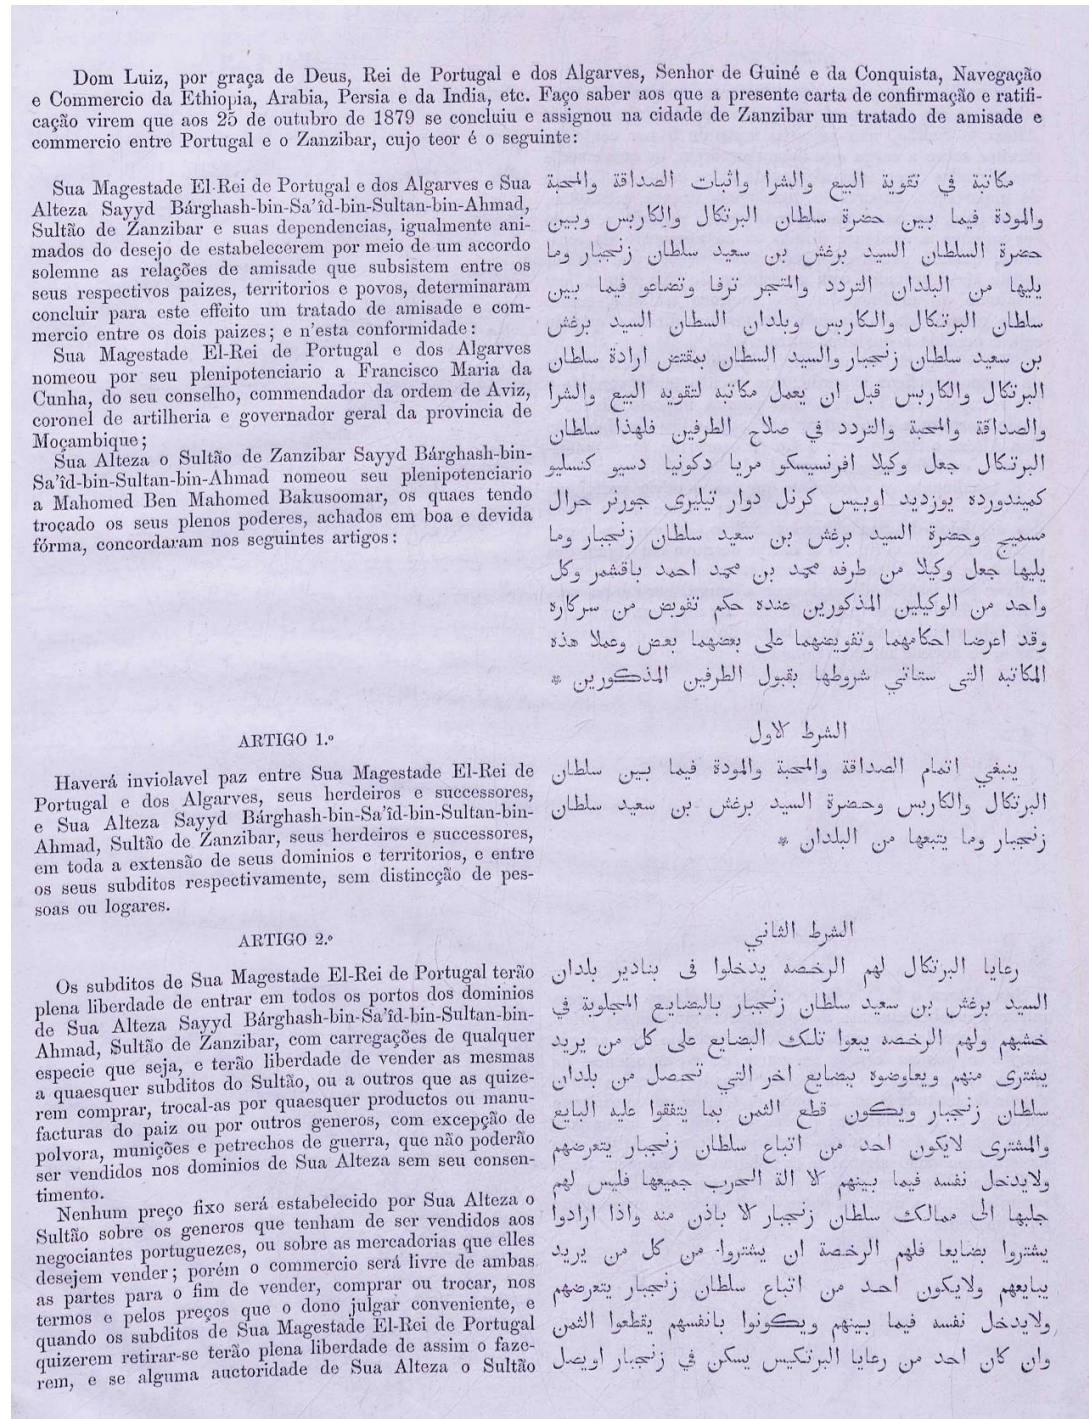 Dom Luiz, por graça de Deus, Rei de Portugal e dos Algarves, Senhor de Guiné e da Conquista, Navegação
e Commercio da Ethiopia, Arabia, Persia e da India, etc. Faço saber aos que a presente carta de confirmação e ratifi-
cação virem que aos 25 de outubro de 1879 se concluiu e assignou na cidade de Zanzibar um tratado de amisade e
commercio entre Portugal e o Zanzibar, cujo teor é o seguinte:
Sua Magestade El-Rei de Portugal e dos Algarves e Sua
Alteza Sayyd Bárghash-bin-Sa'îd-bin-Sultan-bin-Ahmad,
Sultão de Zanzibar e suas dependencias, igualmente ani-
mados do desejo de estabelecerem por meio de um accordo
solemne as relações de amisade que subsistem entre os
seus respectivos paizes, territorios e povos, determinaram
concluir para este effeito um tratado de amisade e com-
mercio entre os dois paizes; e n'esta conformidade:
Sua Magestade El-Rei de Portugal e dos Algarves
nomeou por seu plenipotenciario a Francisco Maria da
Cunha, do seu conselho, commendador da ordem de Aviz,
coronel de artilheria e governador geral da provincia de
Moçambique;
Sua Alteza o Sultão de Zanzibar Sayyd Bárghash-bin-
Sa'îd-bin-Sultan-bin-Ahmad nomeou seu plenipotenciario
a Mahomed Ben Mahomed Bakusoomar, os quaes tendo
troçado os seus plenos poderes, achados em boa e devida
fórma, concordaram nos seguintes artigos:
مكاتبة في تقوية البيع والشرا واثبات الصداقة والمحبة
والمودة فيما بين حضرة سلطان البرتكال والكاربس وبين
حضرة السلطان السيد برغش بن سعيد سلطان زنجبار وما
يليها من البلدان التردد والمتجر ترفا وتضاعو فيما بين
سلطان البرتكال والكاربس وبلدان السطان السيد برغش
بن سعيد سلطان زنجبار والسيد السطان بمقتض ارادة سلطان
البرتكال والكاربس قبل ان يعمل مكاتبه لتقويه البيع والشرا
والصداقة والمحبة والتردد في صلاح الطرفين فلهذا سلطان
البرتكال جعل وكيلا افرنسيسكو مريا دكونيا دسيو كنسليو
كميندورده يوزديد اوبيس كرنل دوار تيليرى جورنر حرال
مسمبيج وحضرة السيد برغش بن سعيد سلطان زنجبار وما
يليها جعل وكيلا من طرفه محمد بن محمد احمد باقشمر وكل
واحد من الوكيلين المذكورين عنده حكم تفويض من سركاره
وقد اعرضا احكامهما وتفويضهما على بعضهما بعض وعملا هذه
المكاتبه التى ستاتي شروطها بقبول الطرفين المذكورين *
ARTIGO 1.º
Haverá inviolavel paz entre Sua Magestade El-Rei de
Portugal e dos Algarves, seus herdeiros e successores,
e Sua Alteza Sayyd Bárghash-bin-Sa'îd-bin-Sultan-bin-
Ahmad, Sultão de Zanzibar, seus herdeiros e successores,
em toda a extensão de seus dominios e territorios, e entre
os seus subditos respectivamente, sem distincção de pes-
soas ou logares.
الشرط الاول
ينبغي اتمام الصداقة والمحبة والمودة فيما بين سلطان
البرتكال والكاربس وحضرة السيد برغش بن سعيد سلطان
زنجبار وما يتبعها من البلدان *
ARTIGO 2.º
Os subditos de Sua Magestade El-Rei de Portugal terão
plena liberdade de entrar em todos os portos dos dominios
de Sua Alteza Sayyd Bárghash-bin-Sa'îd-bin-Sultan-bin-
Ahmad, Sultão de Zanzibar, com carregações de qualquer
especie que seja, e terão liberdade de vender as mesmas
a quaesquer subditos do Sultão, ou a outros que as quize-
rem comprar, trocal-as por quaesquer productos ou manu-
facturas do paiz ou por outros generos, com excepção de
polvora, munições e petrechos de guerra, que não poderão
ser vendidos nos dominios de Sua Alteza sem seu consen-
timento.
Nenhum preço fixo será estabelecido por Sua Alteza o
Sultão sobre os generos que tenham de ser vendidos aos
negociantes portuguezes, ou sobre as mercadorias que elles
desejem vender; porém o commercio será livre de ambas
as partes para o fim de vender, comprar ou trocar, nos
termos e pelos preços que o dono julgar conveniente, e
quando os subditos de Sua Magestade El-Rei de Portugal
quizerem retirar-se terão plena liberdade de assim o faze-
rem, e se alguma auctoridade de Sua Alteza o Sultão
الشرط الثاني
رعايا البرتكال لهم الرخصه يدخلوا فى بنادير بلدان
السيد برغش بن سعيد سلطان زنجبار بالبضايع المجلوبة في
خشبهم ولهم الرخصه يبعوا تلك البضايع على كل من يريد
يشترى منهم ويعاوضوه ببضايع اخر التي تحصل من بلدان
سلطان زنجبار ويكون قطع الثمن بما يتفقوا عليه البايع
والمشترى لايكون احد من اتباع سلطان زنجبار يتعرضهم
ولايدخل نفسه فيما بينهم الا الة الحرب جميعها فليس لهم
جلبها الى ممالك سلطان زنجبار الا باذن منه واذا ارادوا
يشتروا بضايعا فلهم الرخصة ان يشتروا من كل من يريد
يبايعهم ولايكون احد من اتباع سلطان زنجبار يتعرضهم
ولايدخل نفسه فيما بينهم ويكونوا بانفسهم يقطعوا الثمن
وان كان احد من رعايا البرتكيس يسكن في زنجبار اويصل